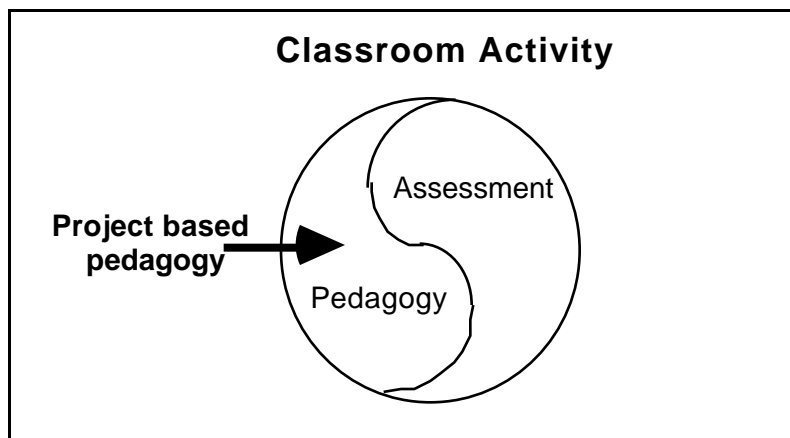 Classroom Activity
Assessment
Project based
pedagogy
Pedagogy